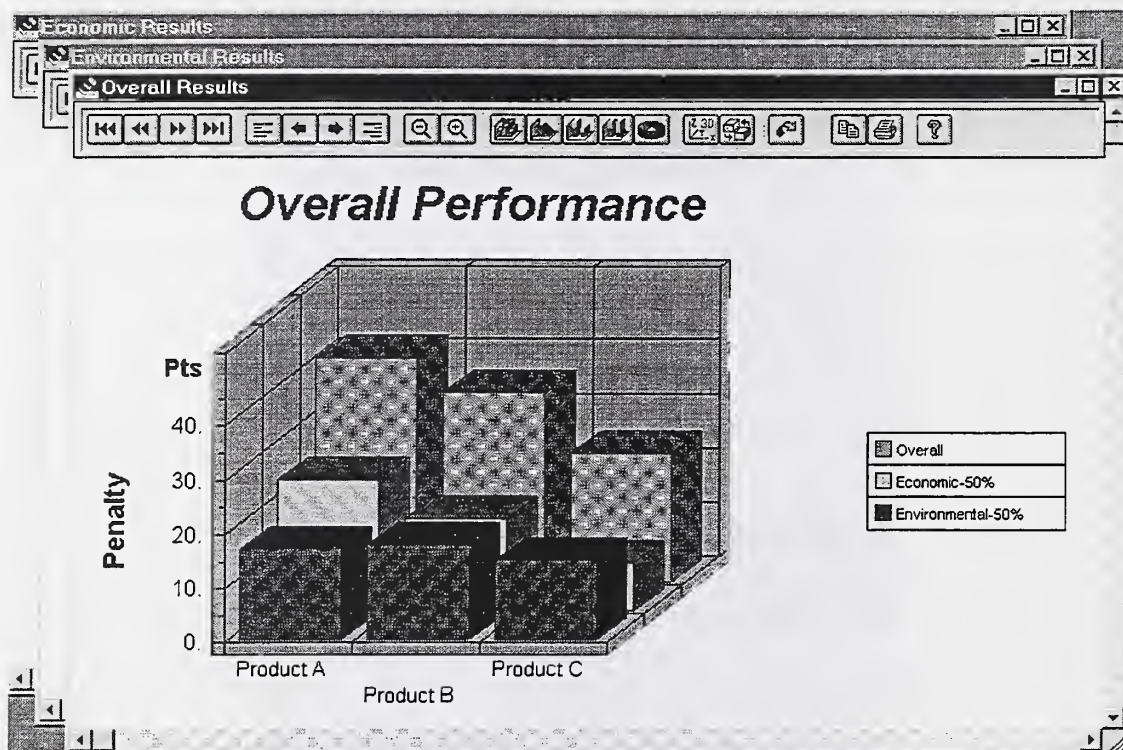 Economic Results
Environmental Results
Overall Results
3D
Overall Performance
Pts
40.
30.
20.
10.
0.
Penalty
Product A
Product B
Product C
Overall
Economic-50%
Environmental-50%